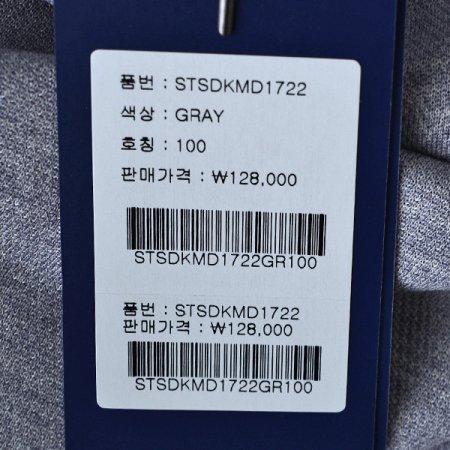 품번 : STSDKMD1722
색상 : GRAY
호칭 : 100
판매가격 : ₩128,000
STSDKMD1722GR100
품번 : STSDKMD1722
판매가격 : ₩128,000
STSDKMD1722GR100